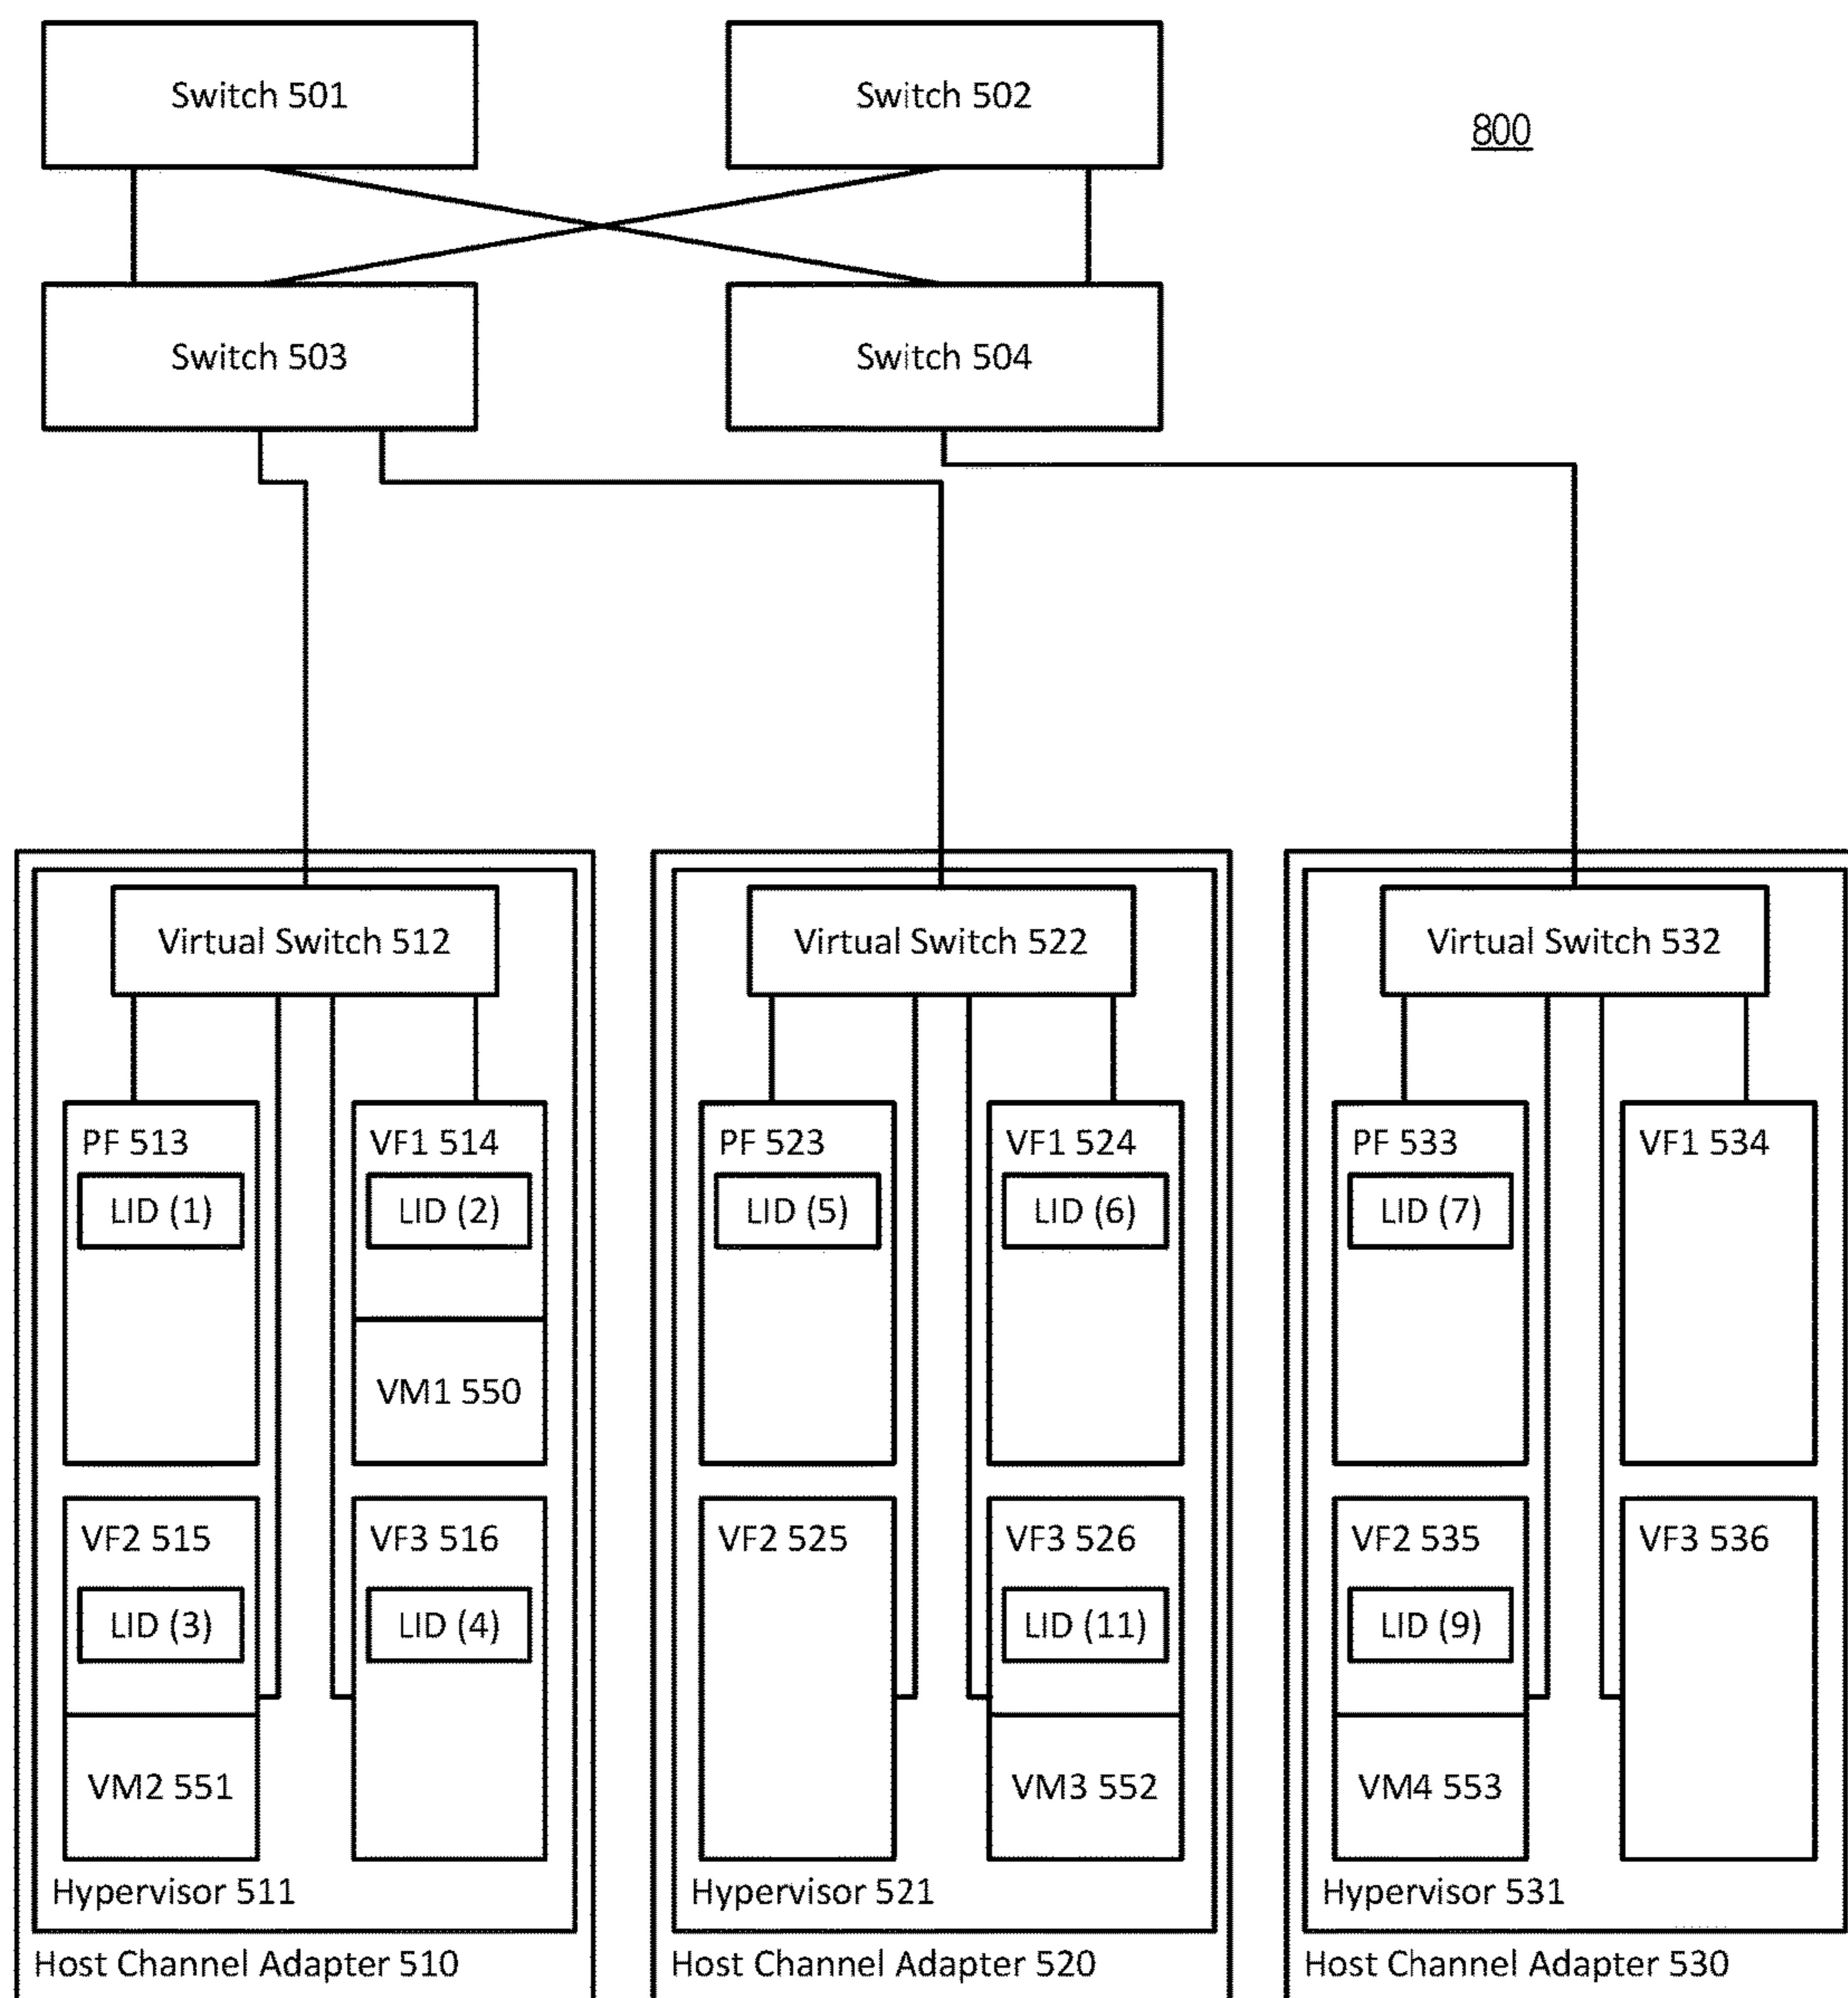 Switch 501
Switch 502
800
Switch 503
Switch 504
Virtual Switch 512
Virtual Switch 522
Virtual Switch 532
PF 513
LID (1)
VF1 514
LID (2)
VM1 550
VF2 515
LID (3)
VM2 551
VF3 516
LID (4)
Hypervisor 511
Host Channel Adapter 510
PF 523
LID (5)
VF1 524
LID (6)
VF2 525
VF3 526
LID (11)
VM3 552
Hypervisor 521
Host Channel Adapter 520
PF 533
LID (7)
VF1 534
VF2 535
LID (9)
VM4 553
VF3 536
Hypervisor 531
Host Channel Adapter 530